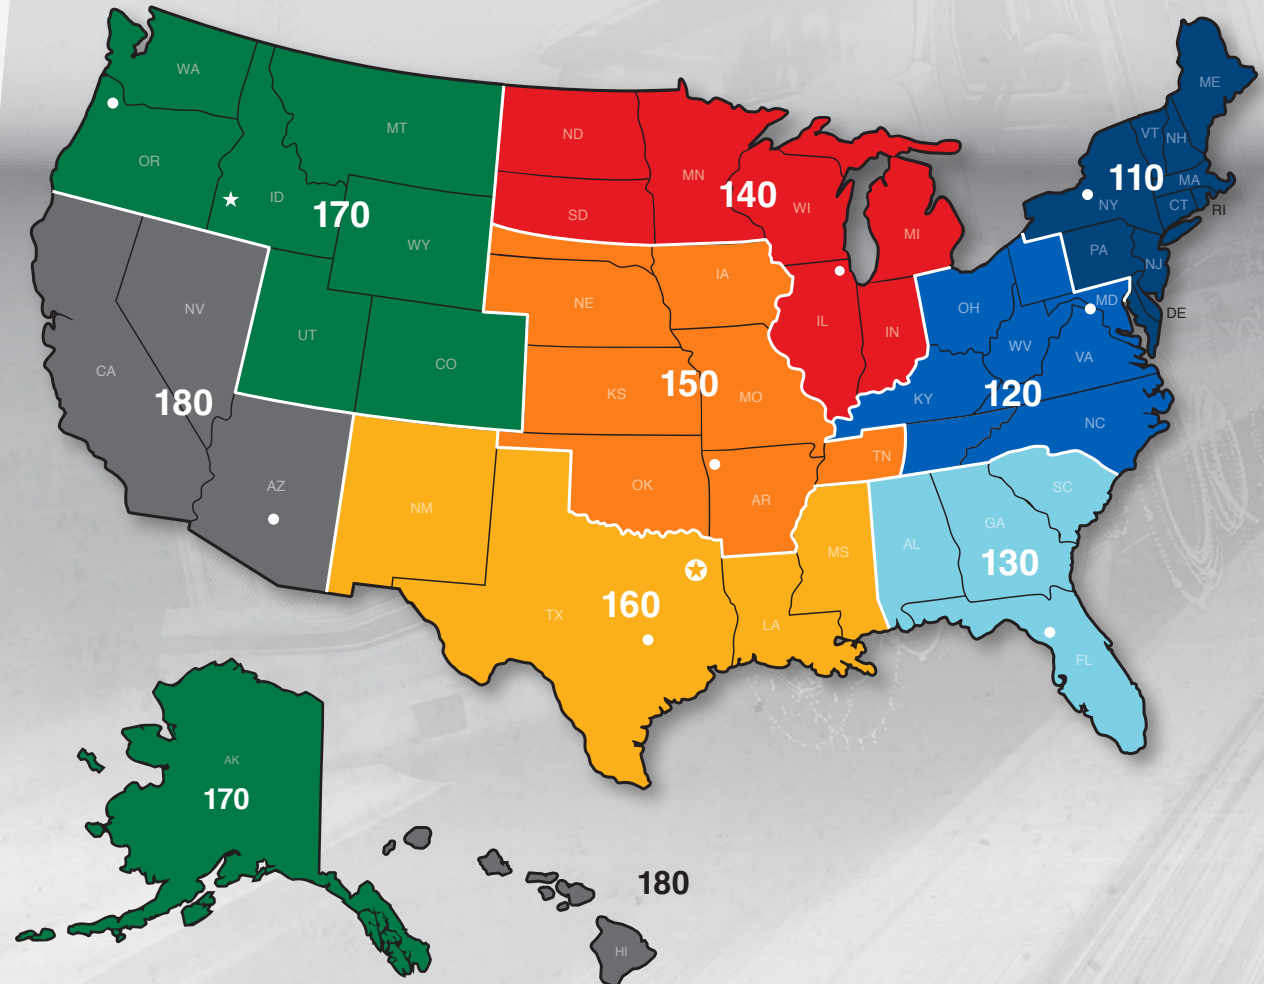 WA
ME
MT
ND
VT
NH
OR
MN
110
MA
ID
170
SD
140
WI
NY
CT
RI
WY
MI
PA
NJ
IA
NV
NE
OH
MD
DE
UT
IL
IN
WV
VA
CO
CA
180
KS
150
MO
KY
120
NC
TN
AZ
OK
AR
SC
NM
GA
MS
AL
130
TX
160
LA
FL
AK
170
180
HI